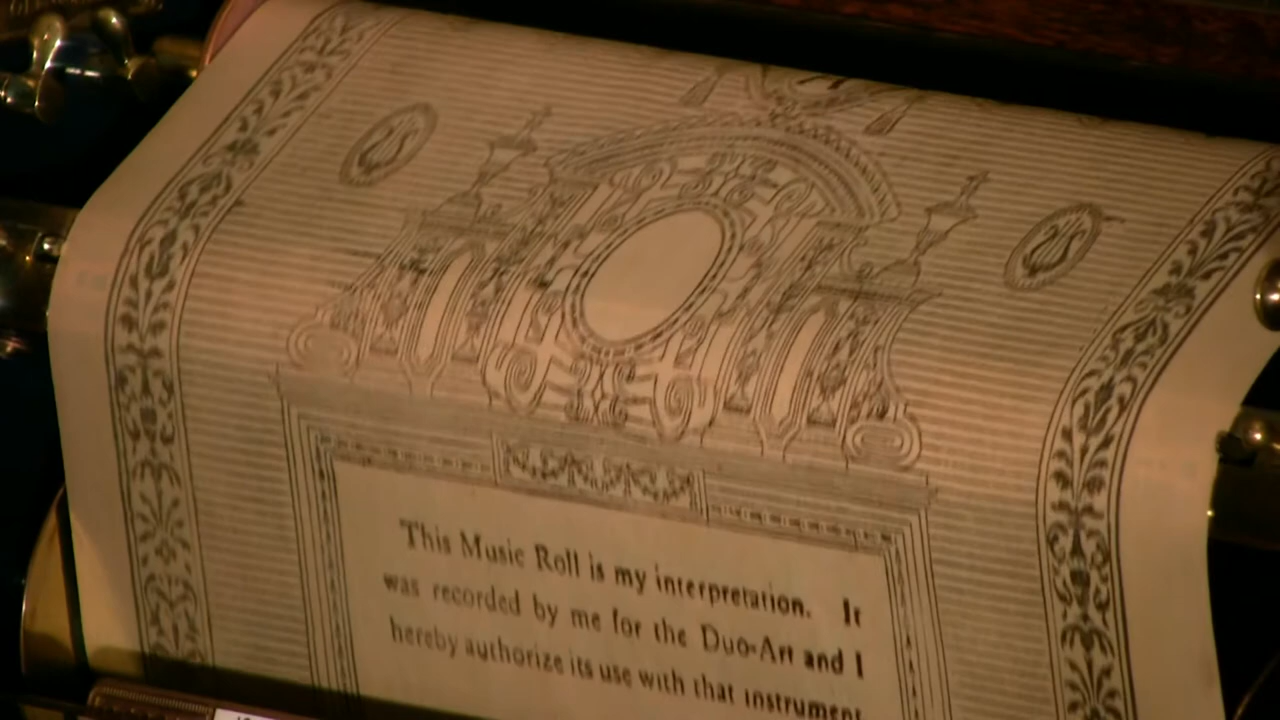 This Music Roll is my interpretation. It
was recorded by me for the Duo-Art and I
hereby authorize its use with that instrument